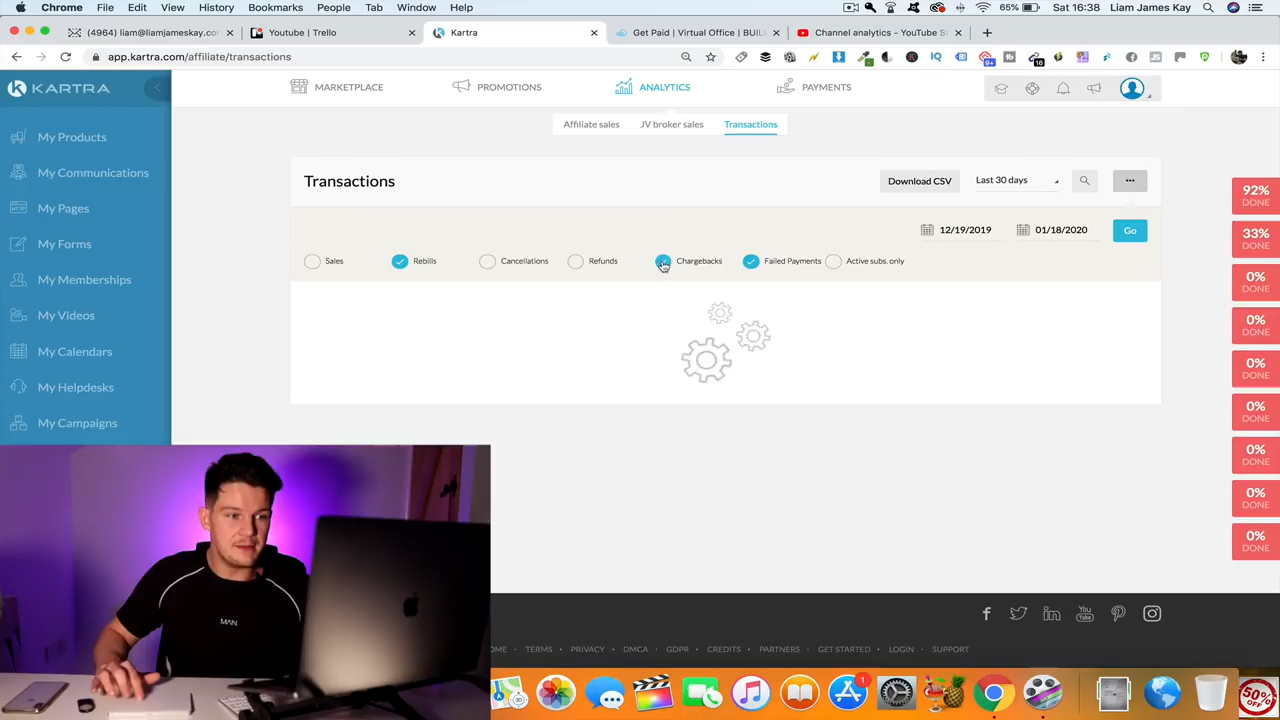 Chrome File Edit View History Bookmarks People Tab Window Help 65% Sat 16:38 Liam James Kay
(4964) liam@liamjameskay.co Youtube | Trello Kartra Get Paid | Virtual Office | BUIL Channel analytics - YouTube S
app.kartra.com/affiliate/transactions
16
9+
KARTRA
MARKETPLACE PROMOTIONS ANALYTICS PAYMENTS
Affiliate sales JV broker sales Transactions
My Products
My Communications
My Pages
My Forms
My Memberships
My Videos
My Calendars
My Helpdesks
My Campaigns
Transactions
Download CSV Last 30 days ...
12/19/2019 01/18/2020 Go
Sales Rebills Cancellations Refunds Chargebacks Failed Payments Active subs. only
92%
DONE
33%
DONE
0%
DONE
0%
DONE
0%
DONE
0%
DONE
0%
DONE
0%
DONE
0%
DONE
OME · TERMS · PRIVACY · DMCA · GDPR · CREDITS · PARTNERS · GET STARTED · LOGIN · SUPPORT
MAN
1
50%
OFF